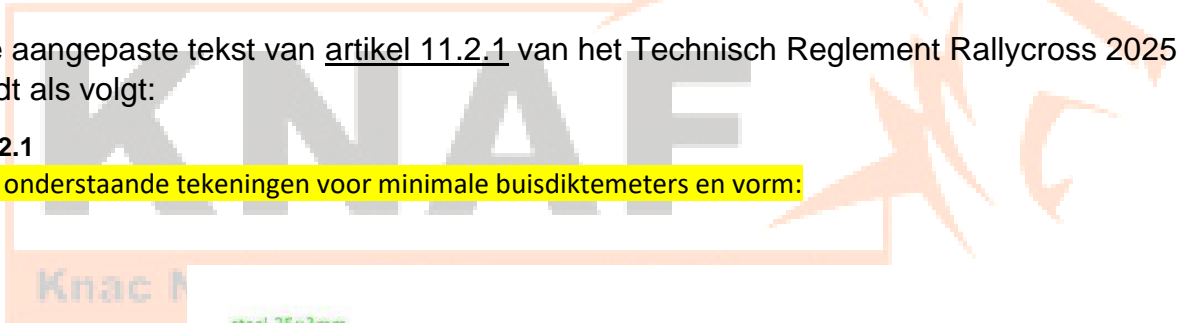 aangepaste tekst van artikel 11.2.1 van het Technisch Reglement Rallycross 2025
dt als volgt:
2.1
onderstaande tekeningen voor minimale buisdiktemeters en vorm:
KNAF
Knac N